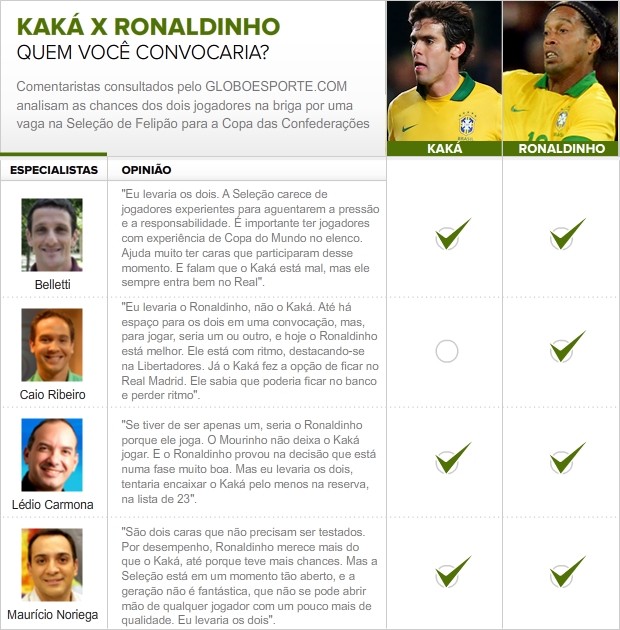 KAKÁ X RONALDINHO
QUEM VOCÊ CONVOCARIA?
Comentaristas consultados pelo GLOBOESPORTE.COM
analisam as chances dos dois jogadores na briga por uma
vaga na Seleção de Felipão para a Copa das Confederações
KAKÁ
RONALDINHO
ESPECIALISTAS
OPINIÃO
"Eu levaria os dois. A Seleção carece de
jogadores experientes para aguentarem a pressão
e a responsabilidade. É importante ter jogadores
com experiência de Copa do Mundo no elenco.
Ajuda muito ter caras que participaram desse
momento. E falam que o Kaká está mal, mas ele
sempre entra bem no Real".
Belletti
"Eu levaria o Ronaldinho, não o Kaká. Até há
espaço para os dois em uma convocação, mas,
para jogar, seria um ou outro, e hoje o Ronaldinho
está melhor. Ele está com ritmo, destacando-se
na Libertadores. Já o Kaká fez a opção de ficar no
Real Madrid. Ele sabia que poderia ficar no banco
e perder ritmo".
Caio Ribeiro
"Se tiver de ser apenas um, seria o Ronaldinho
porque ele joga. O Mourinho não deixa o Kaká
jogar. E o Ronaldinho provou na decisão que está
numa fase muito boa. Mas eu levaria os dois,
tentaria encaixar o Kaká pelo menos na reserva,
na lista de 23".
Lédio Carmona
"São dois caras que não precisam ser testados.
Por desempenho, Ronaldinho merece mais do
que o Kaká, até porque teve mais chances. Mas a
Seleção está em um momento tão aberto, e a
geração não é fantástica, que não se pode abrir
mão de qualquer jogador com um pouco mais de
qualidade. Eu levaria os dois".
Maurício Noriega